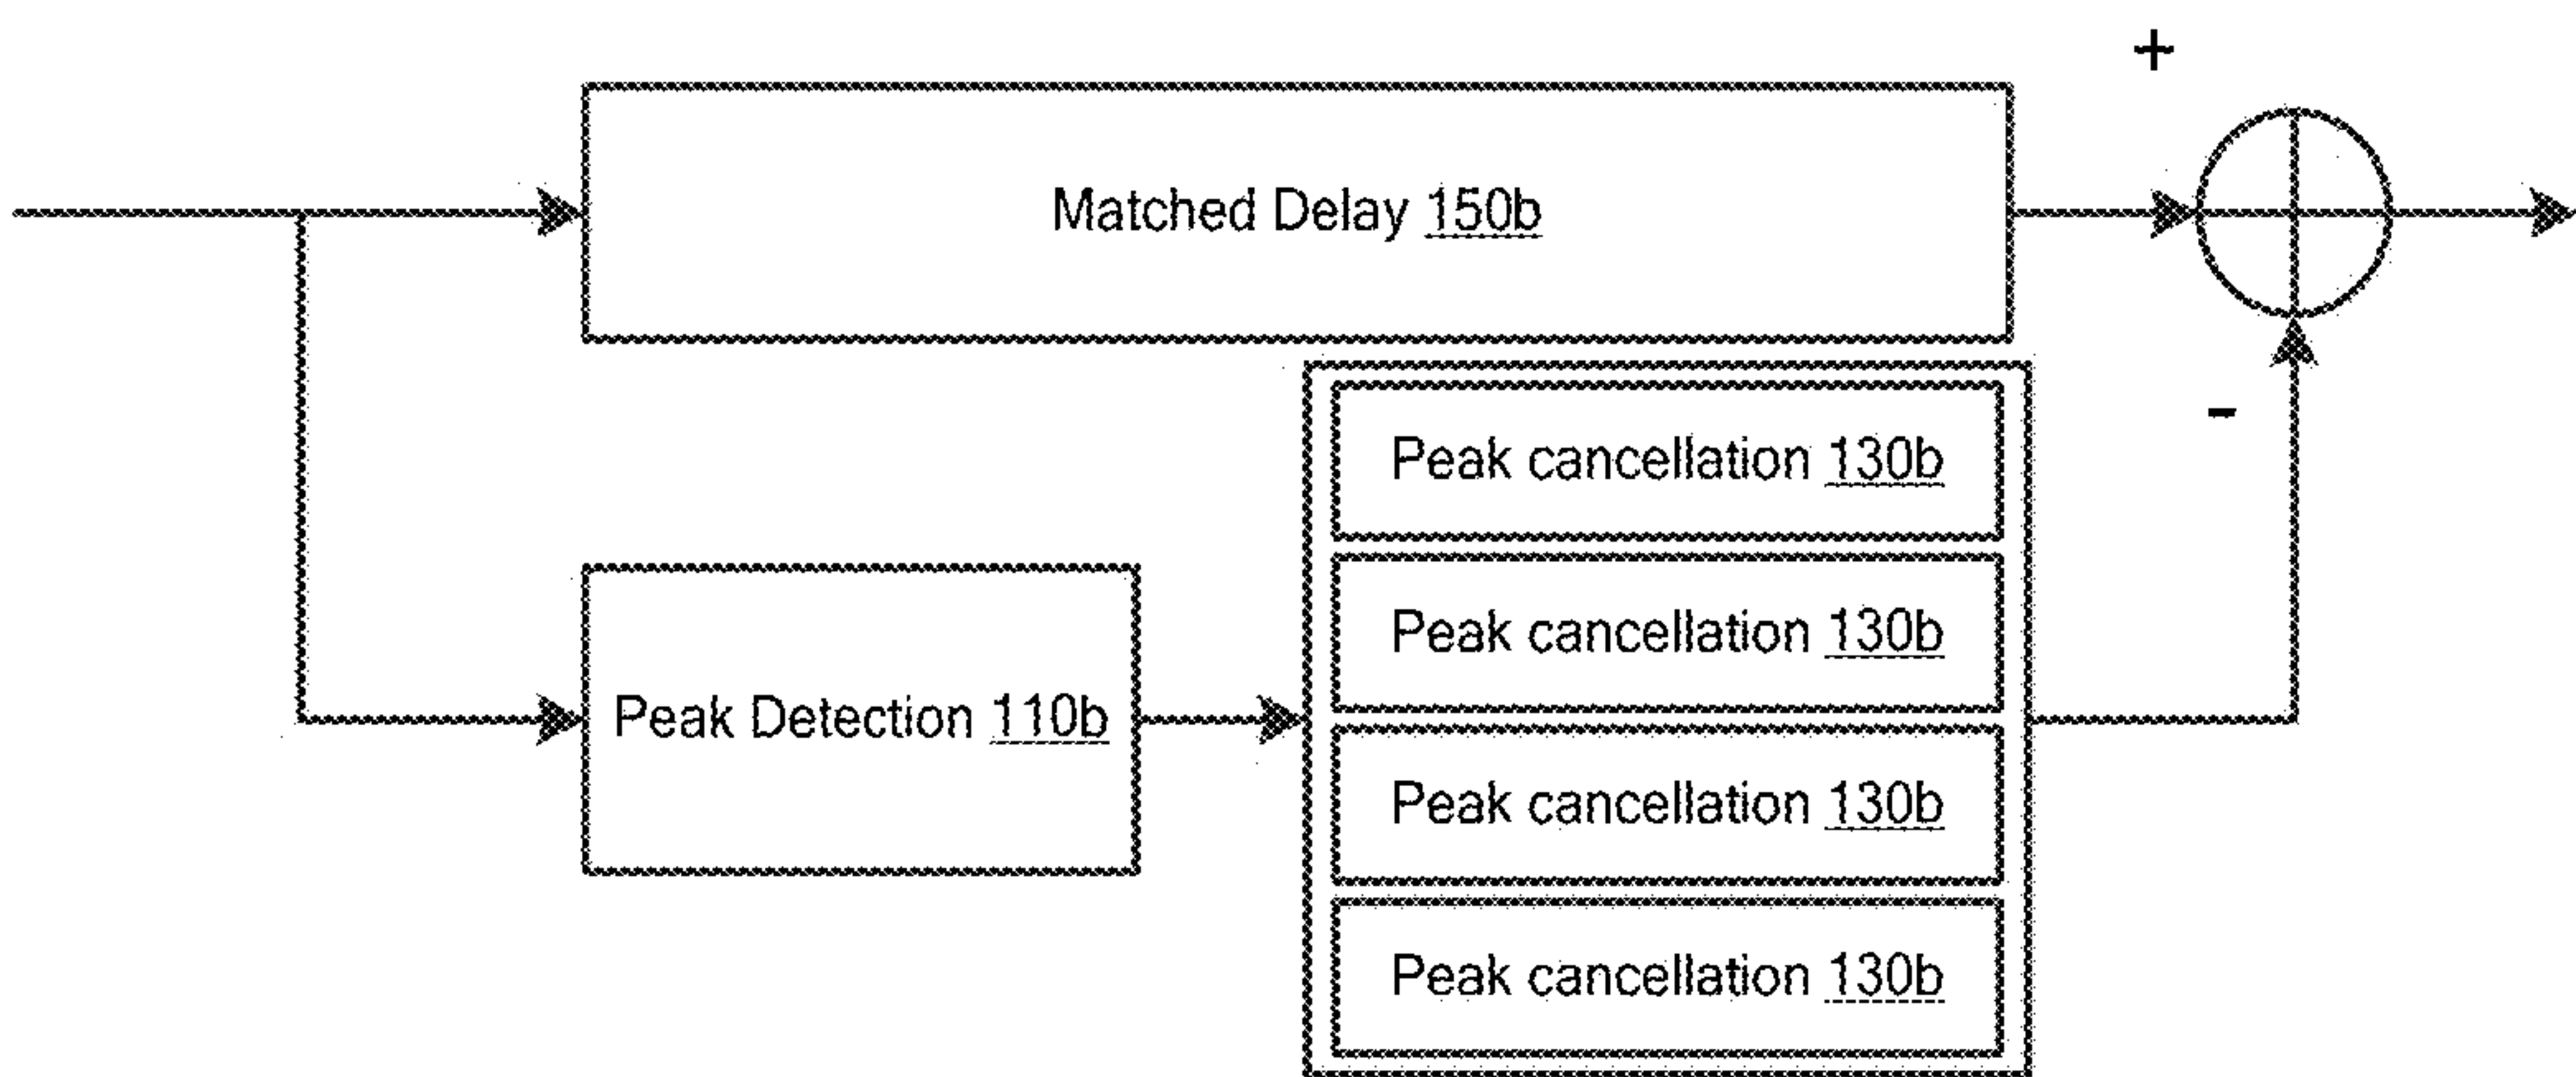 +
Matched Delay 150b
-
Peak cancellation 130b
Peak cancellation 130b
Peak Detection 110b
Peak cancellation 130b
Peak cancellation 130b